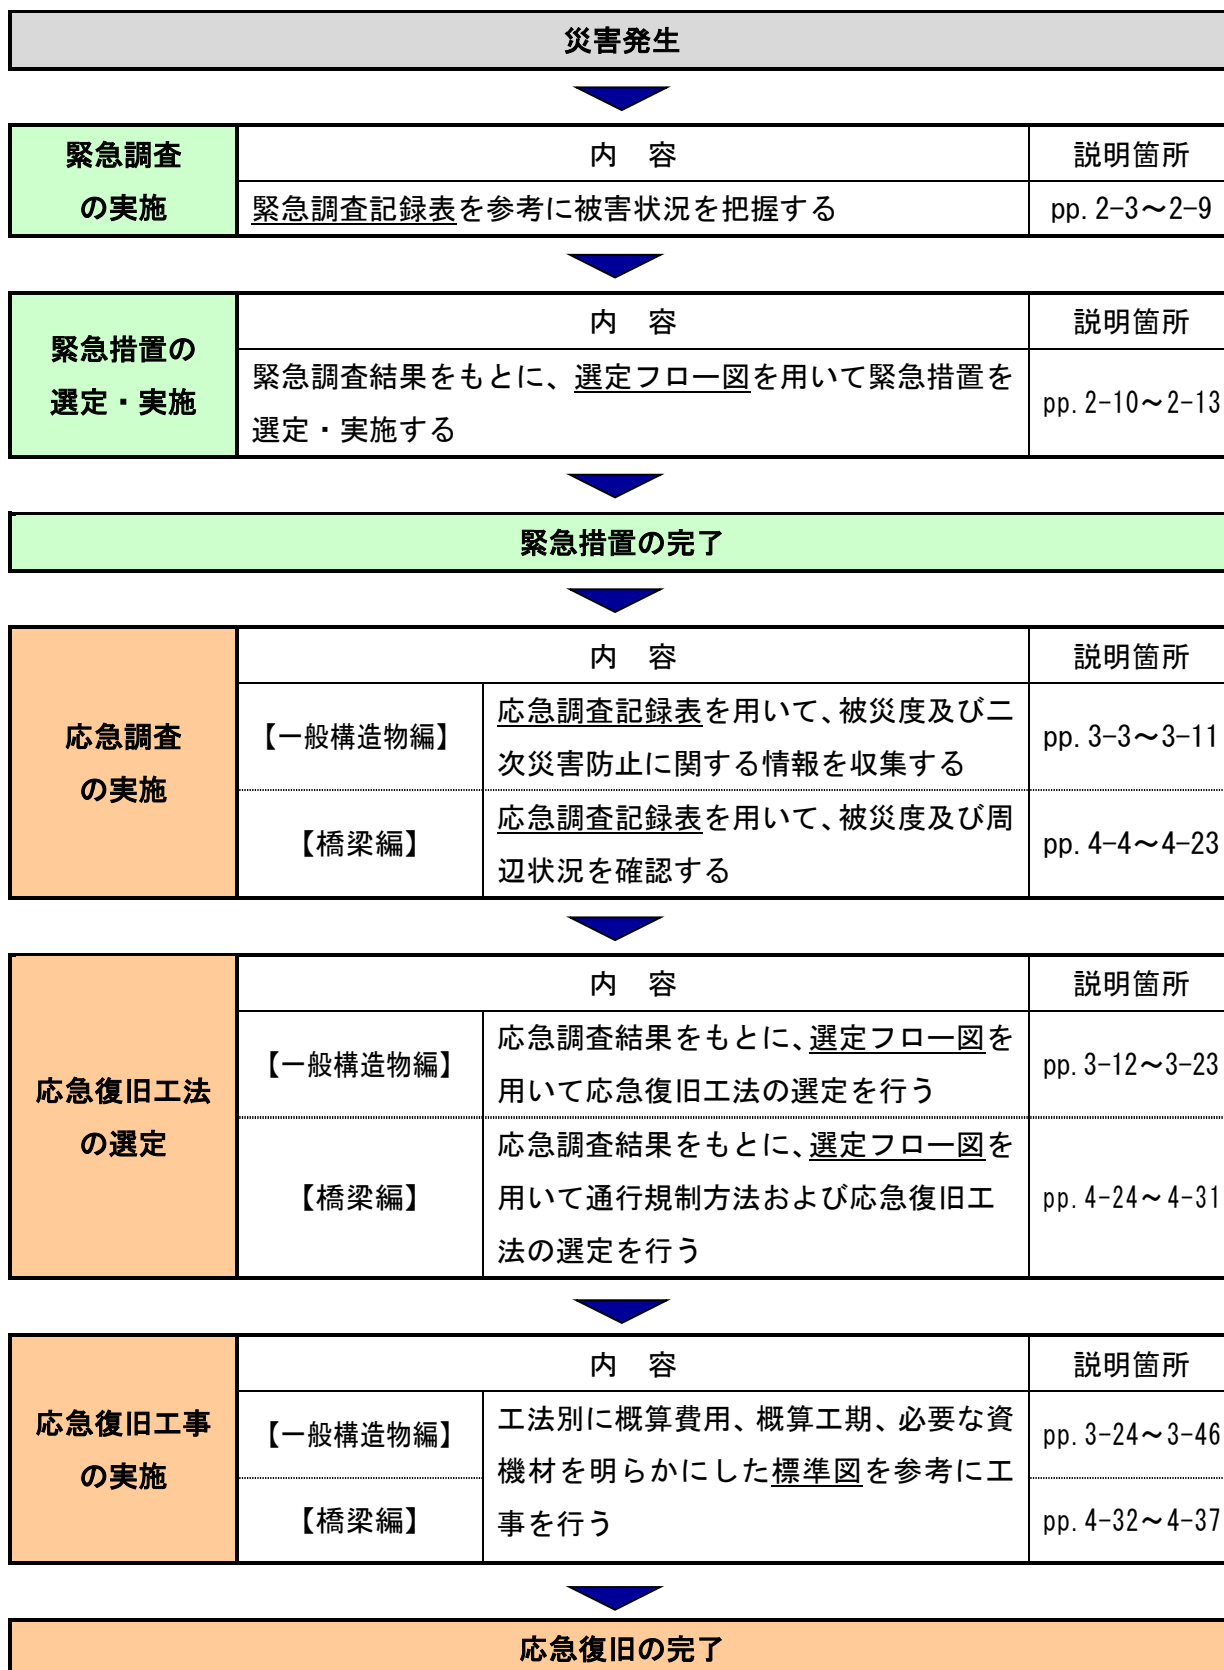 災害発生
緊急調査
の実施
内　容
説明箇所
緊急調査記録表を参考に被害状況を把握する
pp. 2-3～2-9
緊急措置の
選定・実施
内　容
説明箇所
緊急調査結果をもとに、選定フロー図を用いて緊急措置を
選定・実施する
pp. 2-10～2-13
緊急措置の完了
応急調査
の実施
内　容
説明箇所
【一般構造物編】
応急調査記録表を用いて、被災度及び二
次災害防止に関する情報を収集する
pp. 3-3～3-11
【橋梁編】
応急調査記録表を用いて、被災度及び周
辺状況を確認する
pp. 4-4～4-23
応急復旧工法
の選定
内　容
説明箇所
【一般構造物編】
応急調査結果をもとに、選定フロー図を
用いて応急復旧工法の選定を行う
pp. 3-12～3-23
【橋梁編】
応急調査結果をもとに、選定フロー図を
用いて通行規制方法および応急復旧工
法の選定を行う
pp. 4-24～4-31
応急復旧工事
の実施
内　容
説明箇所
【一般構造物編】
工法別に概算費用、概算工期、必要な資
機材を明らかにした標準図を参考に工
事を行う
pp. 3-24～3-46
【橋梁編】
pp. 4-32～4-37
応急復旧の完了